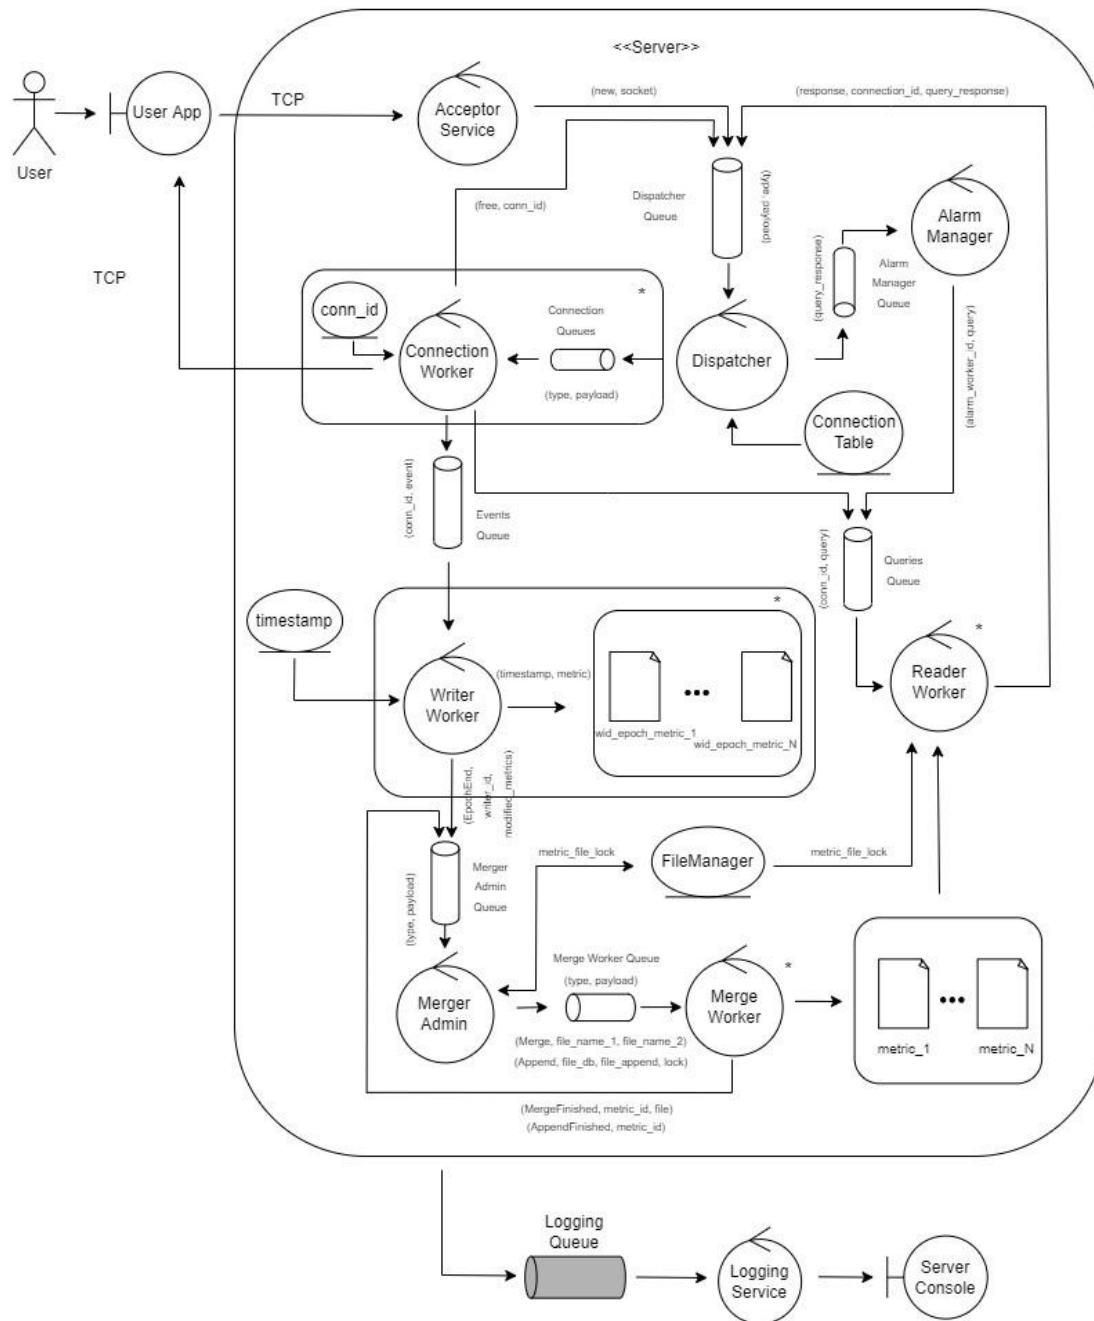 <<Server>>
User
User App
TCP
Acceptor
Service
(new, socket)
(response, connection_id, query_response)
(free, conn_id)
Dispatcher
Queue
(type, payload)
Alarm
Manager
(query_response)
Alarm
Manager
Queue
TCP
conn_id
Connection
Worker
*
Connection
Queues
(type, payload)
Dispatcher
(alarm_worker_id, query)
Connection
Table
(conn_id, event)
Events
Queue
(conn_id, query)
Queries
Queue
timestamp
Writer
Worker
(timestamp, metric)
*
wid_epoch_metric_1
•••
wid_epoch_metric_N
*
Reader
Worker
(EpochEnd,
writer_id,
modified_metrics)
metric_file_lock
FileManager
metric_file_lock
Merger
Admin
Queue
(type, payload)
Merger
Admin
Merge Worker Queue
(type, payload)
(Merge, file_name_1, file_name_2)
(Append, file_db, file_append, lock)
Merge
Worker
*
metric_1
•••
metric_N
(MergeFinished, metric_id, file)
(AppendFinished, metric_id)
Logging
Queue
Logging
Service
Server
Console